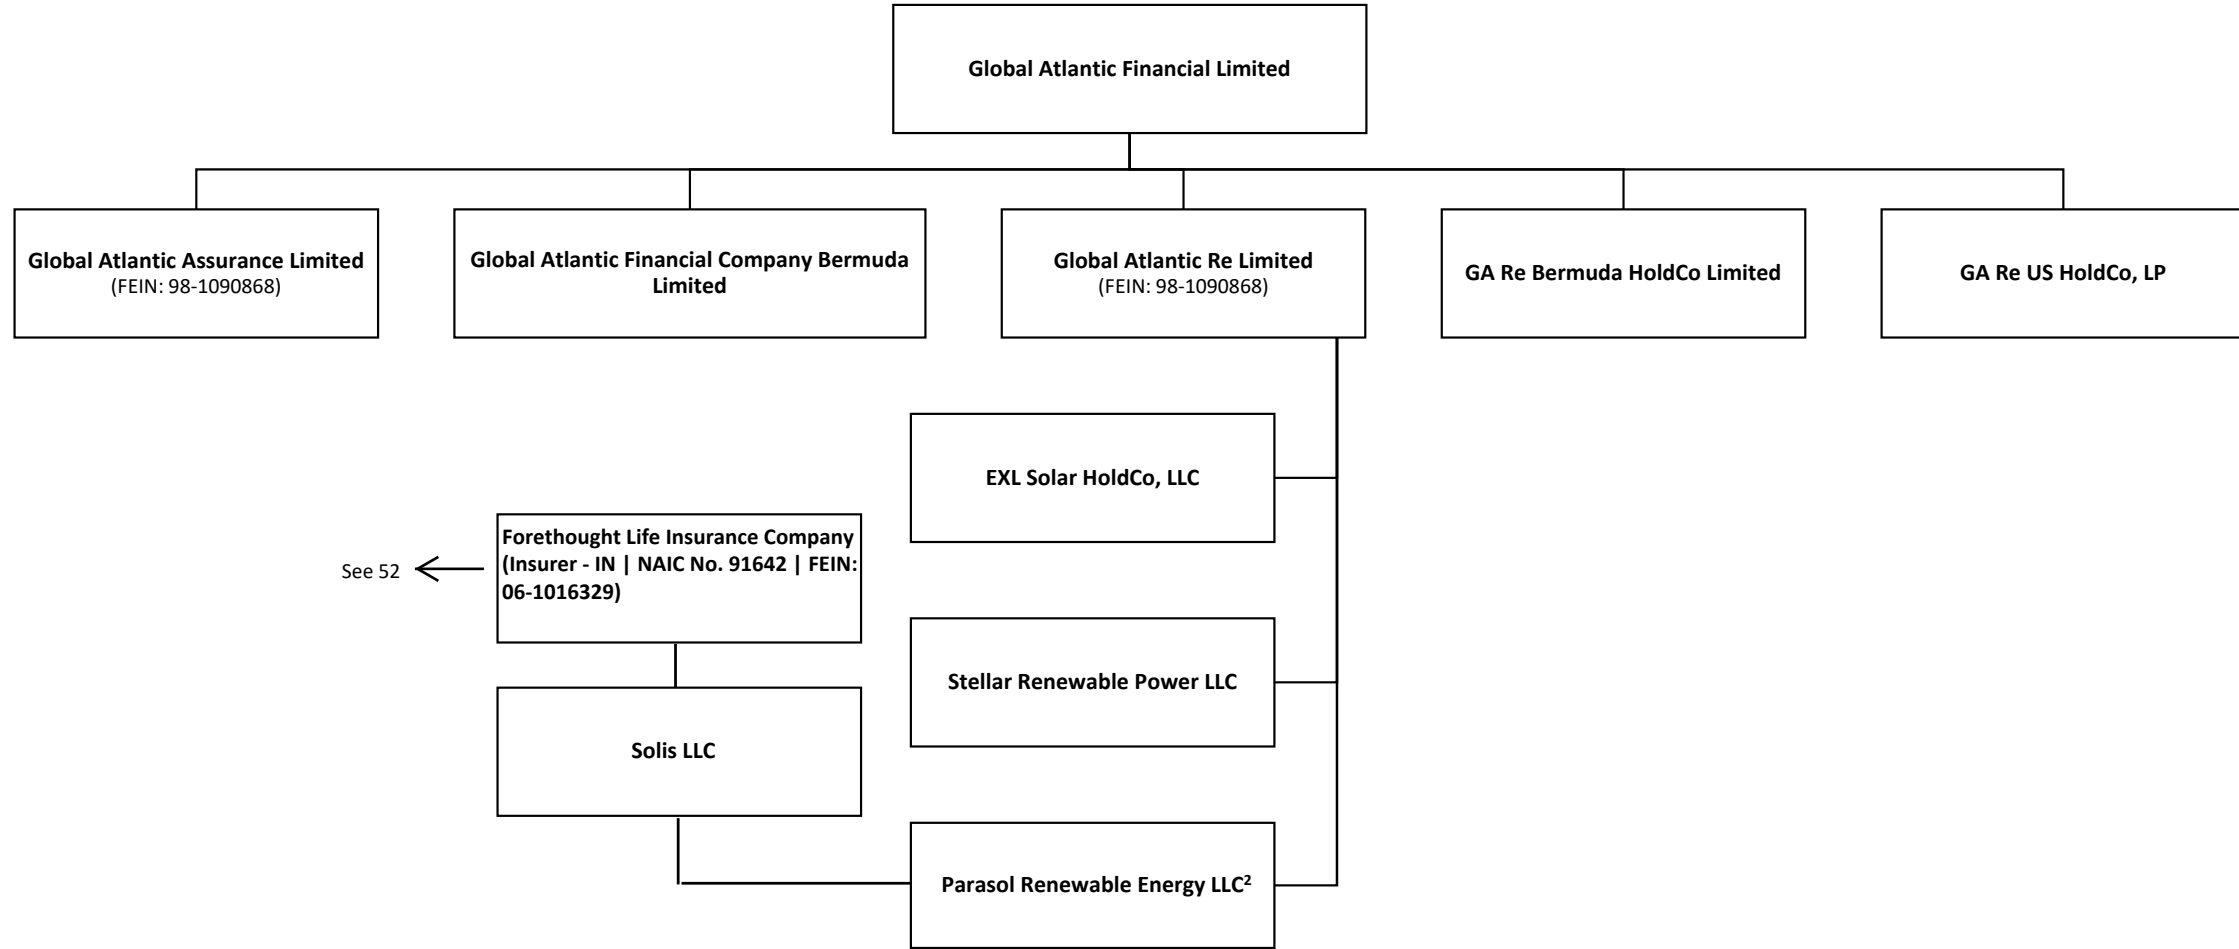 Global Atlantic Financial Limited
Global Atlantic Assurance Limited
(FEIN: 98-1090868)
Global Atlantic Financial Company Bermuda
Limited
Global Atlantic Re Limited
(FEIN: 98-1090868)
GA Re Bermuda HoldCo Limited
GA Re US HoldCo, LP
EXL Solar HoldCo, LLC
See 52
Forethought Life Insurance Company
(Insurer - IN | NAIC No. 91642 | FEIN:
06-1016329)
Stellar Renewable Power LLC
Solis LLC
Parasol Renewable Energy LLC²